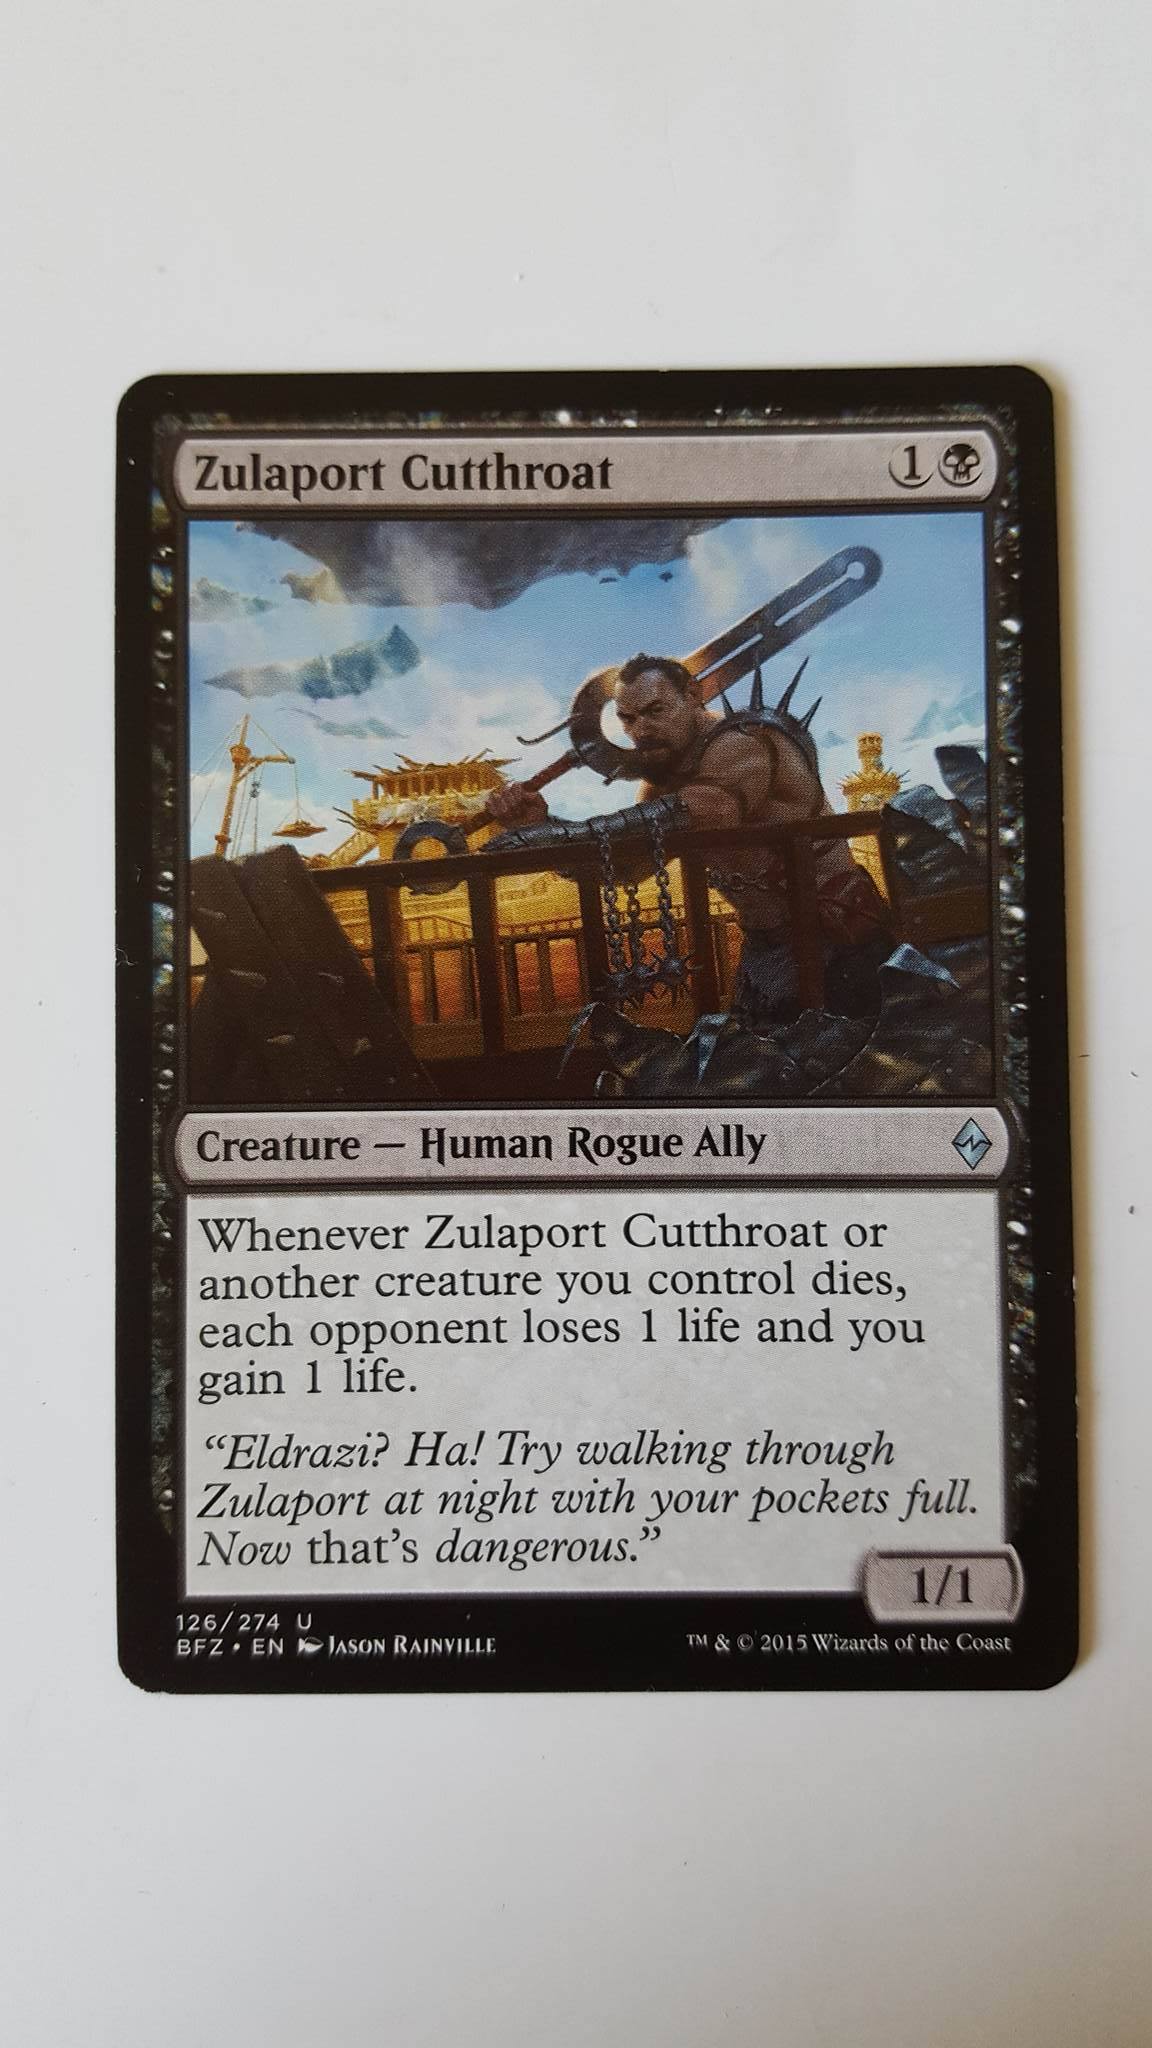 Zulaport Cutthroat 1
Creature — Human Rogue Ally
Whenever Zulaport Cutthroat or
another creature you control dies,
each opponent loses 1 life and you
gain 1 life.
“Eldrazi? Ha! Try walking through
Zulaport at night with your pockets full.
Now that’s dangerous.”
1/1
126/274 U
BFZ • EN Jason Rainville
™ & © 2015 Wizards of the Coast